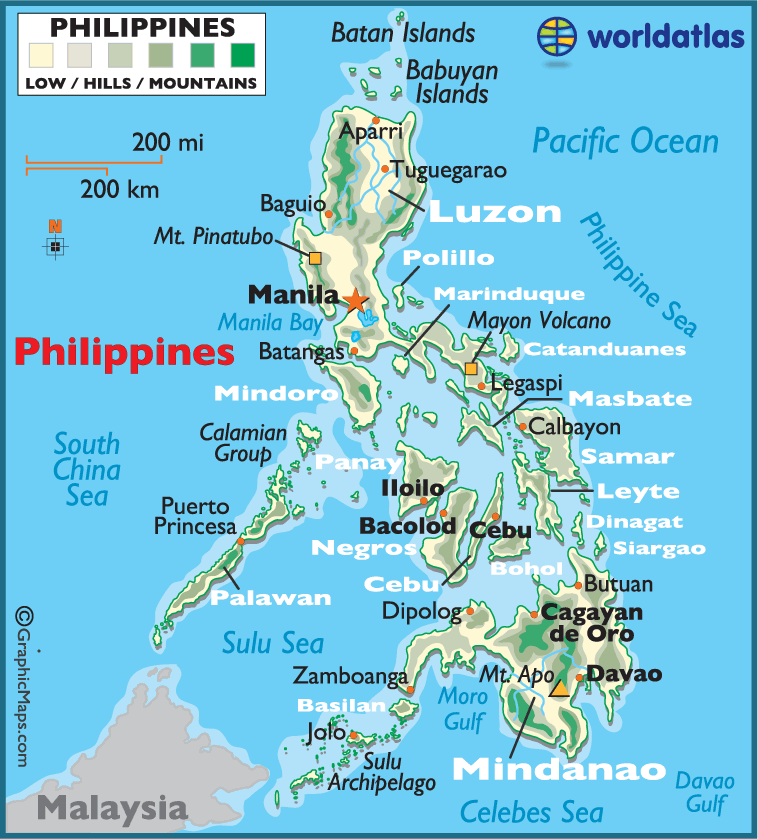 PHILIPPINES
LOW / HILLS / MOUNTAINS
worldatlas
Batan Islands
Babuyan
Islands
200 mi
200 km
N
Aparri
Pacific Ocean
Tuguegarao
Baguio
Luzon
Mt. Pinatubo
Philippine Sea
Polillo
Manila
Marinduque
Manila Bay
Mayon Volcano
Philippines
Batangas
Catanduanes
Legaspi
Mindoro
Masbate
Calbayon
Calamian
Group
South
China
Sea
Panay
Samar
Iloilo
Leyte
Puerto
Princesa
Bacolod
Cebu
Dinagat
Negros
Siargao
Bohol
Cebu
Butuan
Palawan
Dipolog
Cagayan
de Oro
Sulu Sea
Zamboanga
Mt. Apo
Davao
Basilan
Moro
Gulf
Jolo
Sulu
Archipelago
Mindanao
Davao
Gulf
Malaysia
Celebes Sea
©GraphicMaps.com